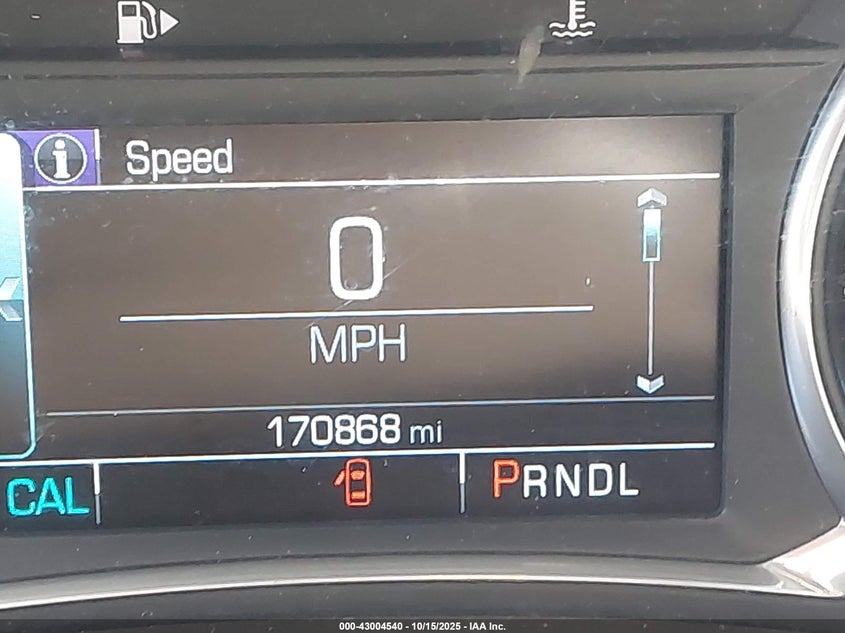 Speed
0
MPH
170868 mi
CAL PRNDL
000-43004540 - 10/15/2025 - IAA Inc.